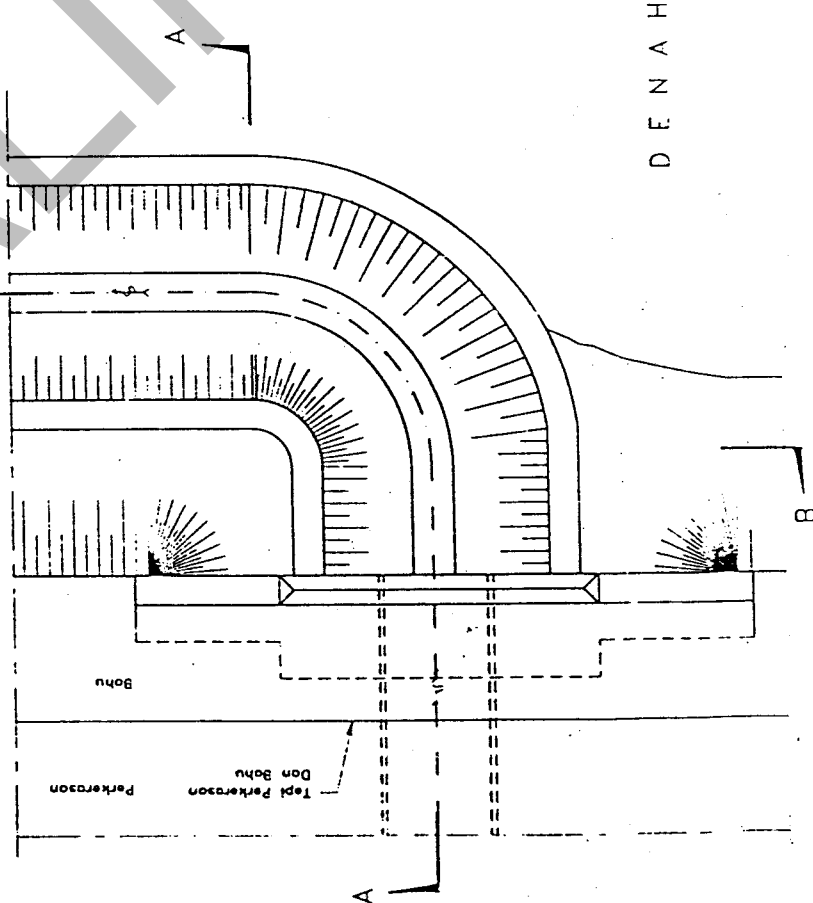 A
DENAH
B
Bahu
Tepi Perkerasan
Dan Bahu
Perkerasan
A